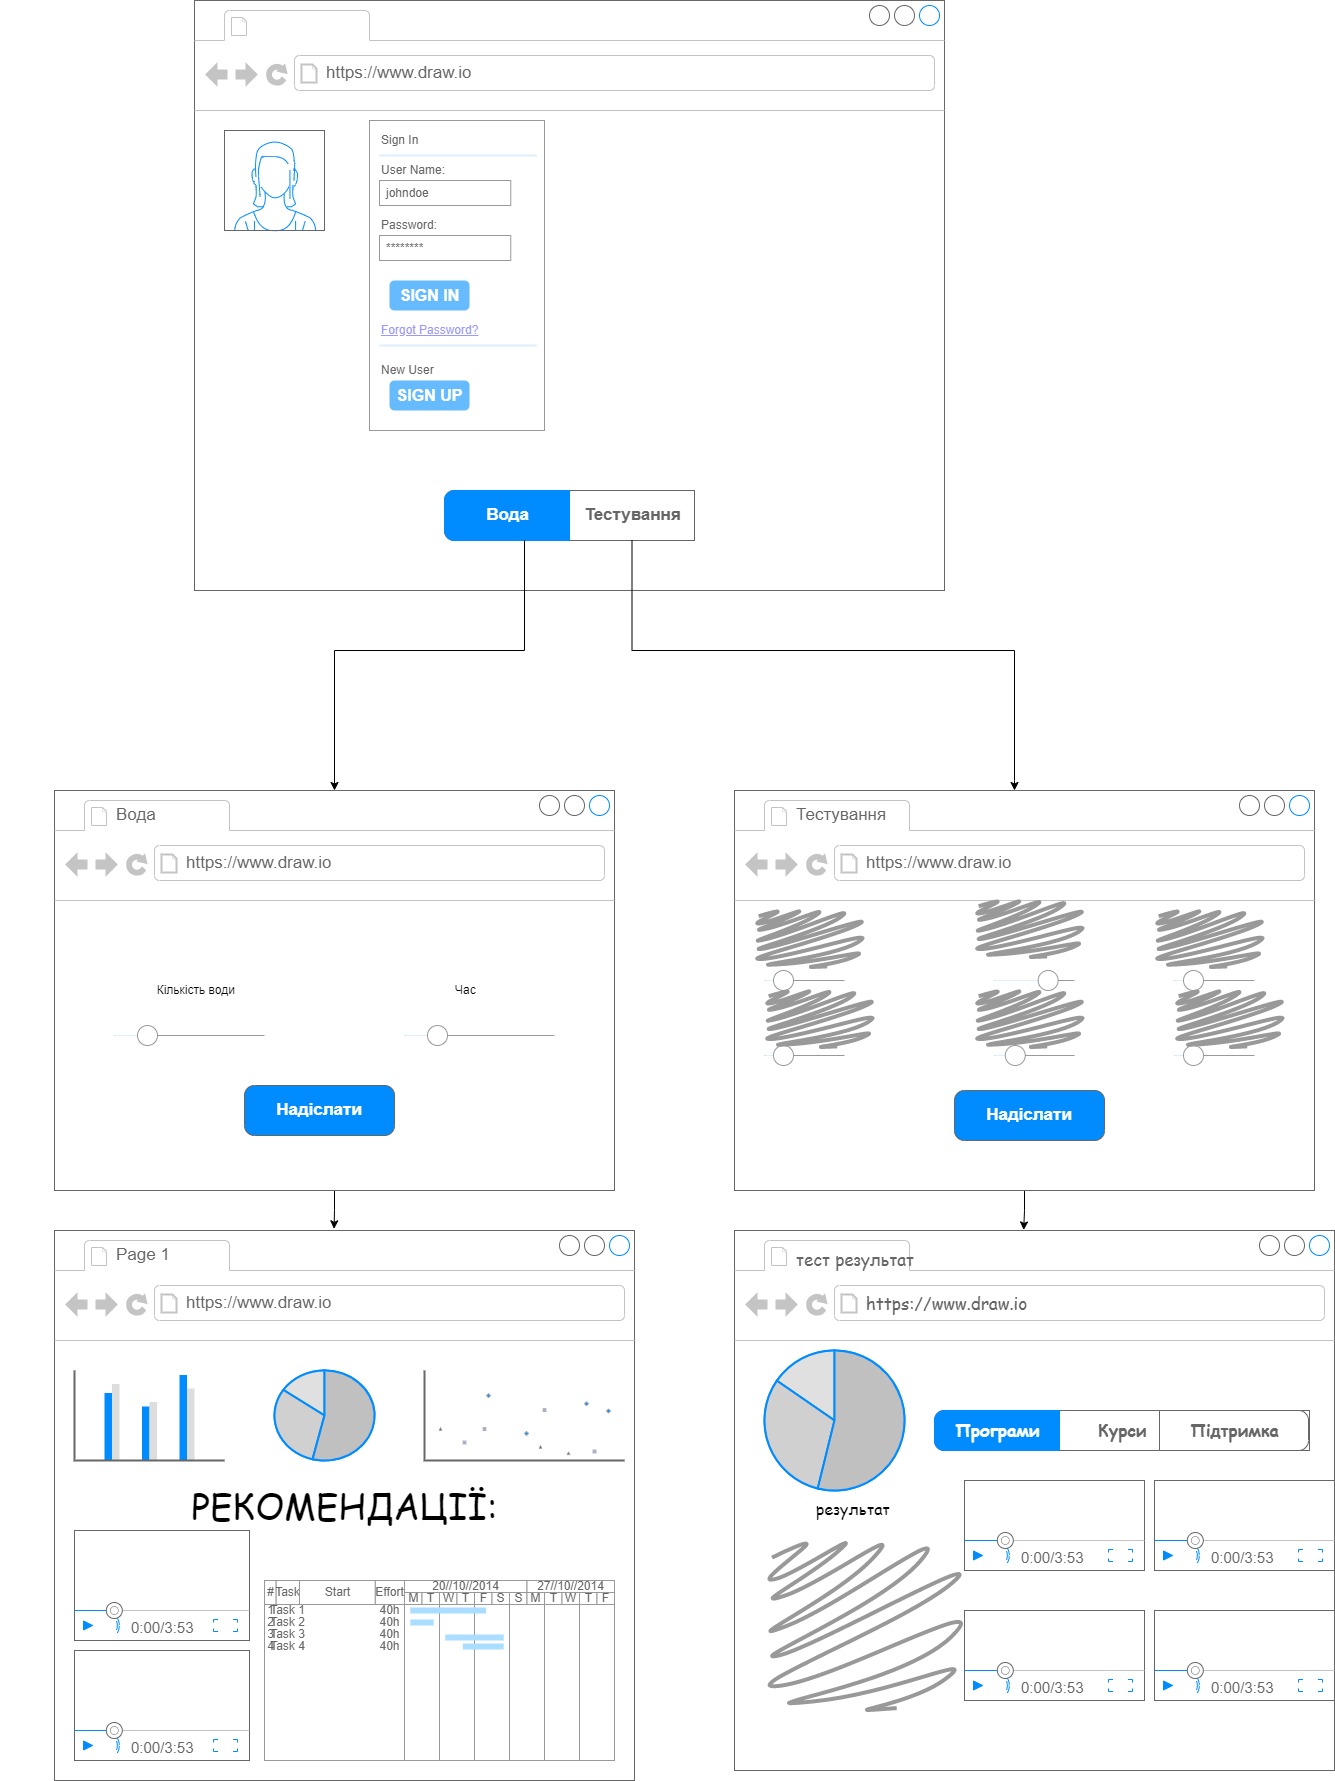 https://www.draw.io
Sign In
User Name:
johndoe
Password:
********
SIGN IN
Forgot Password?
New User
SIGN UP
Вода
Тестування
Вода
https://www.draw.io
Кількість води
Час
Надіслати
Тестування
https://www.draw.io
Надіслати
Page 1
https://www.draw.io
РЕКОМЕНДАЦІЇ:
0:00/3:53
0:00/3:53
# Task Start Effort 20//10//2014 27//10//2014
M T W T F S S M T W T F
1 Task 1 40h
2 Task 2 40h
3 Task 3 40h
4 Task 4 40h
тест результат
https://www.draw.io
Програми
Курси
Підтримка
результат
0:00/3:53
0:00/3:53
0:00/3:53
0:00/3:53